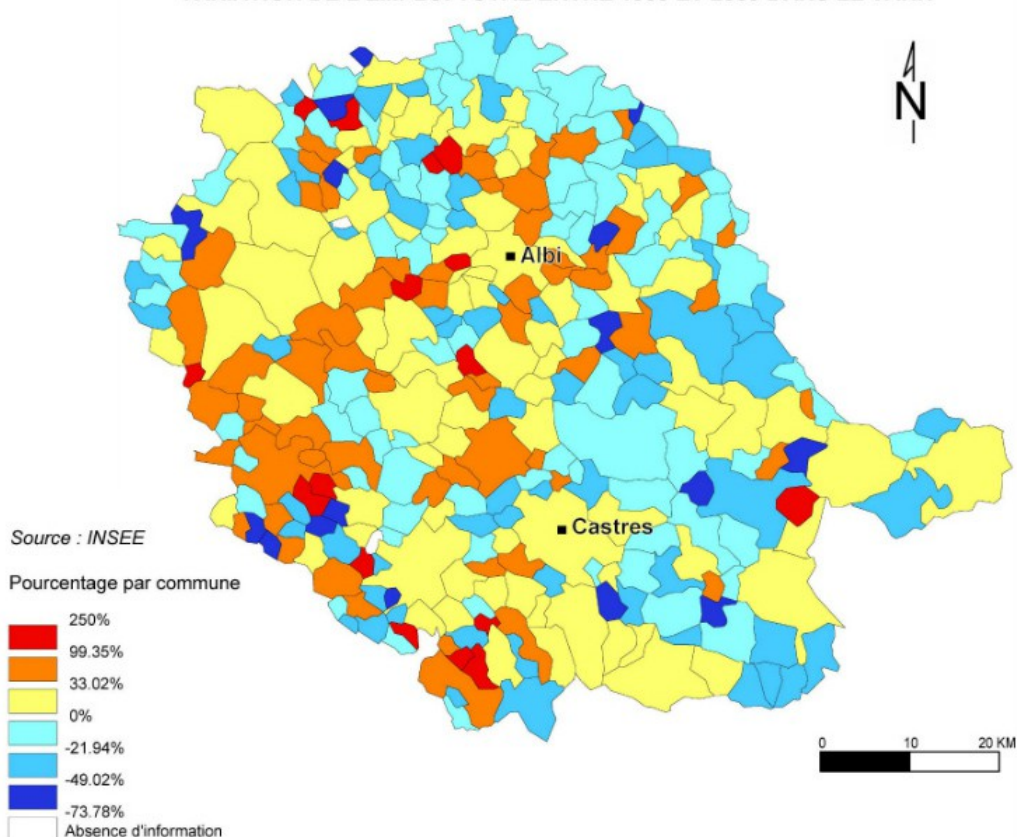 N
Albi
Castres
Source : INSEE
Pourcentage par commune
250%
99.35%
33.02%
0%
-21.94%
-49.02%
-73.78%
Absence d'information
0 10 20 KM